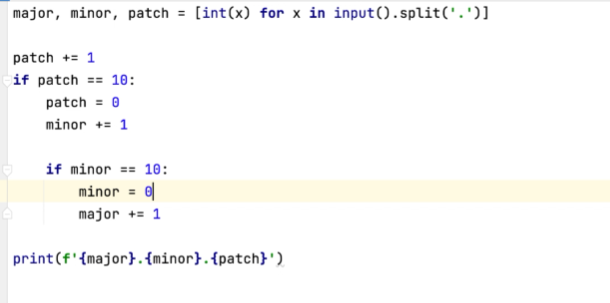 major, minor, patch = [int(x) for x in input().split('.')]
patch += 1
if patch == 10:
    patch = 0
    minor += 1
    if minor == 10:
        minor = 0
        major += 1
print(f'{major}.{minor}.{patch}')